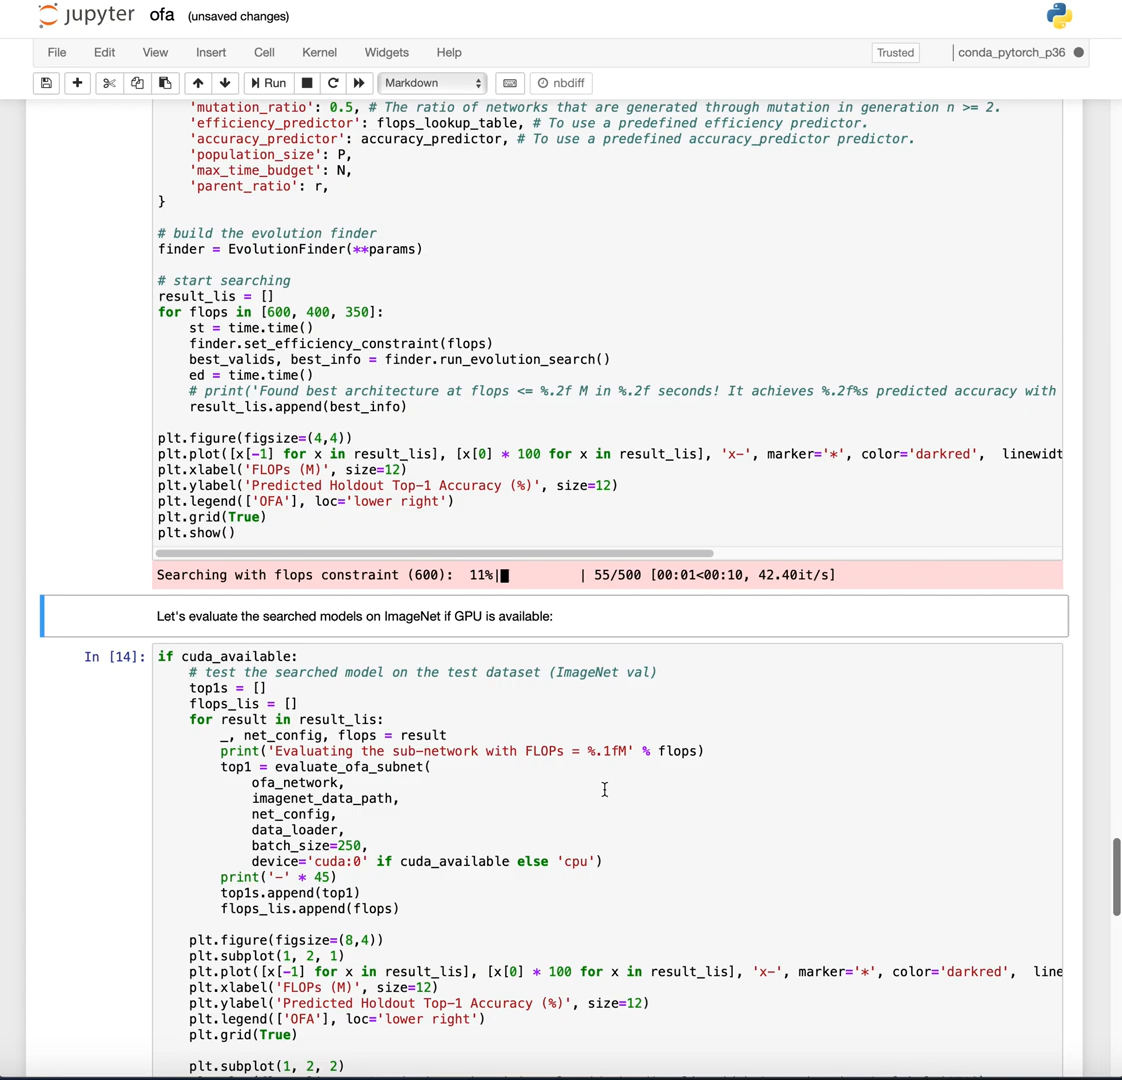 jupyter ofa (unsaved changes)
File Edit View Insert Cell Kernel Widgets Help Trusted conda_pytorch_p36
Run Markdown nbdiff
'mutation_ratio': 0.5, # The ratio of networks that are generated through mutation in generation n >= 2.
'efficiency_predictor': flops_lookup_table, # To use a predefined efficiency predictor.
'accuracy_predictor': accuracy_predictor, # To use a predefined accuracy_predictor predictor.
'population_size': P,
'max_time_budget': N,
'parent_ratio': r,
}
# build the evolution finder
finder = EvolutionFinder(**params)
# start searching
result_lis = []
for flops in [600, 400, 350]:
st = time.time()
finder.set_efficiency_constraint(flops)
best_valids, best_info = finder.run_evolution_search()
ed = time.time()
# print('Found best architecture at flops <= %.2f M in %.2f seconds! It achieves %.2f%s predicted accuracy with
result_lis.append(best_info)
plt.figure(figsize=(4,4))
plt.plot([x[-1] for x in result_lis], [x[0] * 100 for x in result_lis], 'x-', marker='*', color='darkred', linewidt
plt.xlabel('FLOPs (M)', size=12)
plt.ylabel('Predicted Holdout Top-1 Accuracy (%)', size=12)
plt.legend(['OFA'], loc='lower right')
plt.grid(True)
plt.show()
Searching with flops constraint (600): 11%|█ | 55/500 [00:01<00:10, 42.40it/s]
Let's evaluate the searched models on ImageNet if GPU is available:
In [14]: if cuda_available:
# test the searched model on the test dataset (ImageNet val)
top1s = []
flops_lis = []
for result in result_lis:
_, net_config, flops = result
print('Evaluating the sub-network with FLOPs = %.1fM' % flops)
top1 = evaluate_ofa_subnet(
ofa_network,
imagenet_data_path,
net_config,
data_loader,
batch_size=250,
device='cuda:0' if cuda_available else 'cpu')
print('-' * 45)
top1s.append(top1)
flops_lis.append(flops)
plt.figure(figsize=(8,4))
plt.subplot(1, 2, 1)
plt.plot([x[-1] for x in result_lis], [x[0] * 100 for x in result_lis], 'x-', marker='*', color='darkred', line
plt.xlabel('FLOPs (M)', size=12)
plt.ylabel('Predicted Holdout Top-1 Accuracy (%)', size=12)
plt.legend(['OFA'], loc='lower right')
plt.grid(True)
plt.subplot(1, 2, 2)